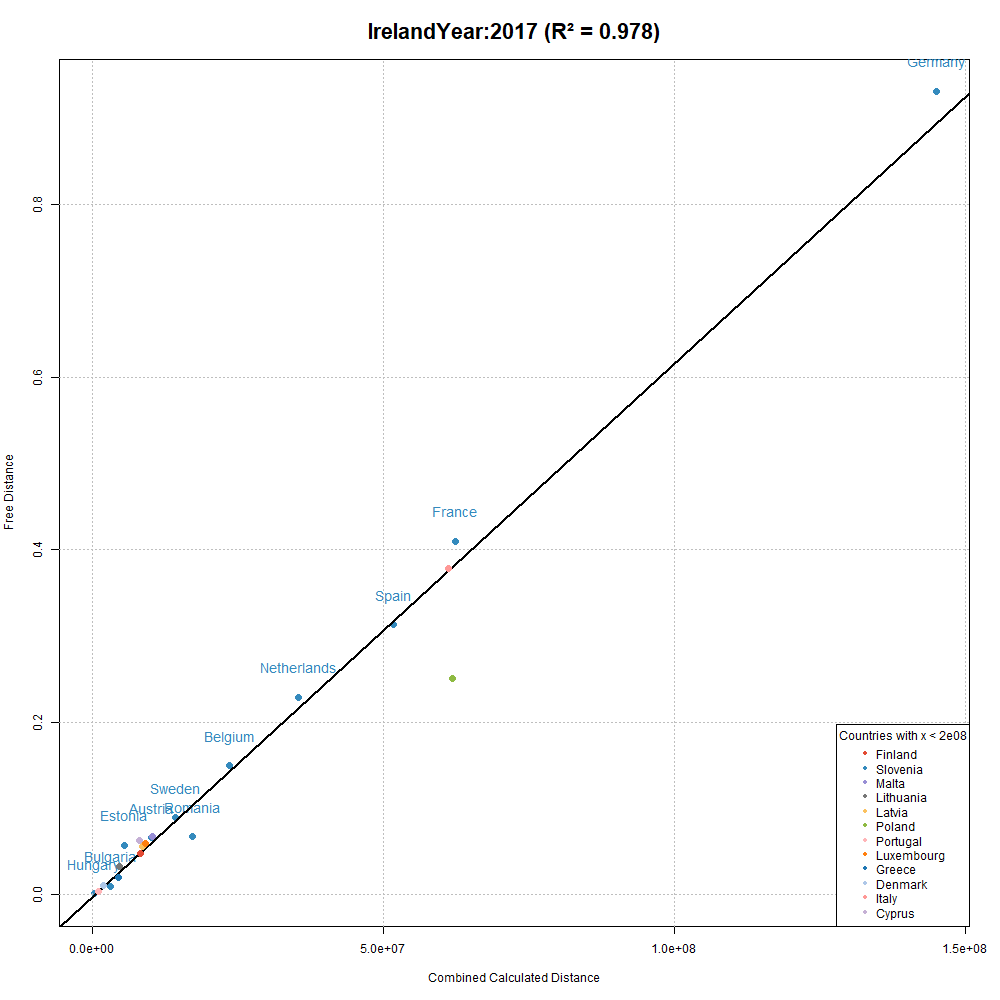 IrelandYear:2017 (R² = 0.978)
Germany
0.8
0.6
Free Distance
France
0.4
Spain
Netherlands
0.2
Belgium
Sweden
Austria
Romania
Estonia
Bulgaria
Hungary
0.0
Countries with x < 2e08
Finland
Slovenia
Malta
Lithuania
Latvia
Poland
Portugal
Luxembourg
Greece
Denmark
Italy
Cyprus
0.0e+00 5.0e+07 1.0e+08 1.5e+08
Combined Calculated Distance